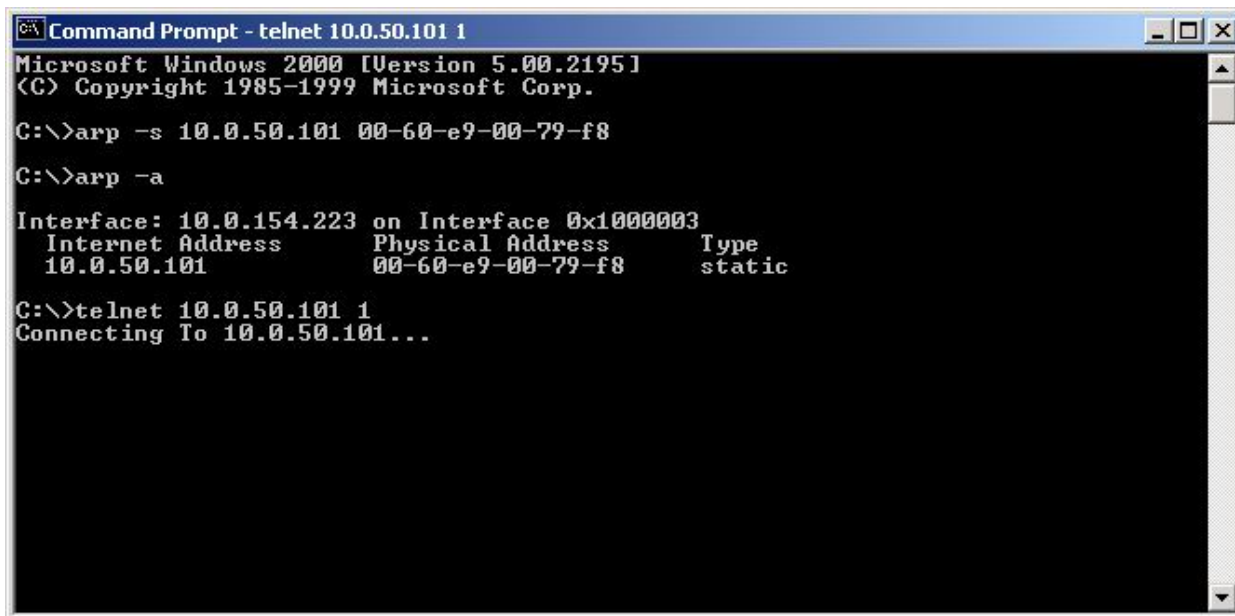 Command Prompt - telnet 10.0.50.101 1
Microsoft Windows 2000 [Version 5.00.2195]
(C) Copyright 1985-1999 Microsoft Corp.
C:\>arp -s 10.0.50.101 00-60-e9-00-79-f8
C:\>arp -a
Interface: 10.0.154.223 on Interface 0x1000003
Internet Address Physical Address Type
10.0.50.101 00-60-e9-00-79-f8 static
C:\>telnet 10.0.50.101 1
Connecting To 10.0.50.101...